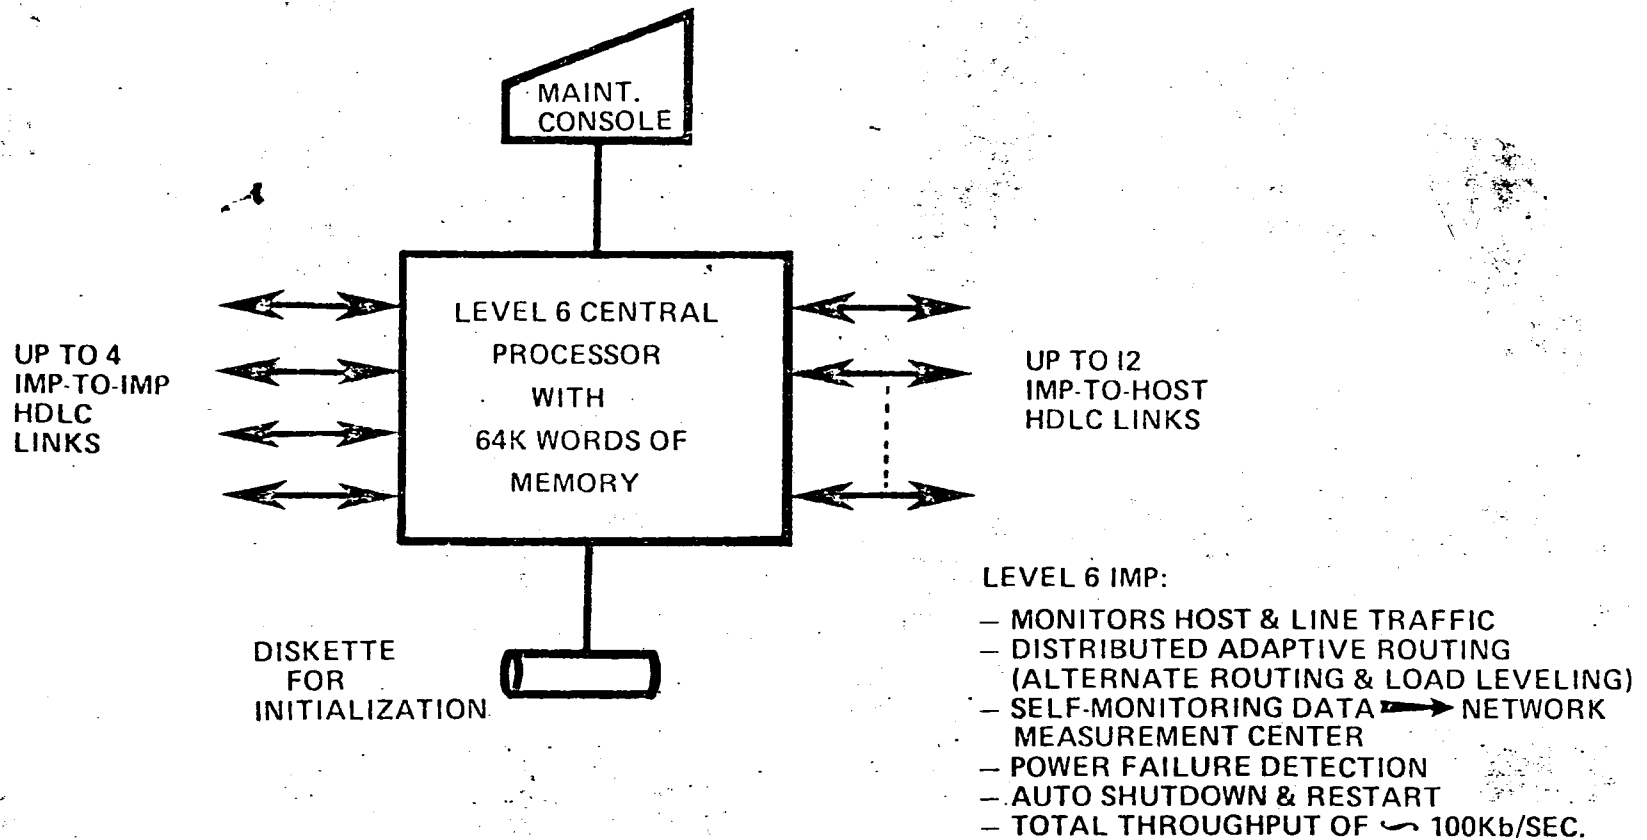 MAINT.
CONSOLE
LEVEL 6 CENTRAL
PROCESSOR
WITH
64K WORDS OF
MEMORY
UP TO 4
IMP-TO-IMP
HDLC
LINKS
UP TO 12
IMP-TO-HOST
HDLC LINKS
DISKETTE
FOR
INITIALIZATION
LEVEL 6 IMP:
– MONITORS HOST & LINE TRAFFIC
– DISTRIBUTED ADAPTIVE ROUTING
(ALTERNATE ROUTING & LOAD LEVELING)
– SELF-MONITORING DATA → NETWORK
MEASUREMENT CENTER
– POWER FAILURE DETECTION
– AUTO SHUTDOWN & RESTART
– TOTAL THROUGHPUT OF ~ 100Kb/SEC.